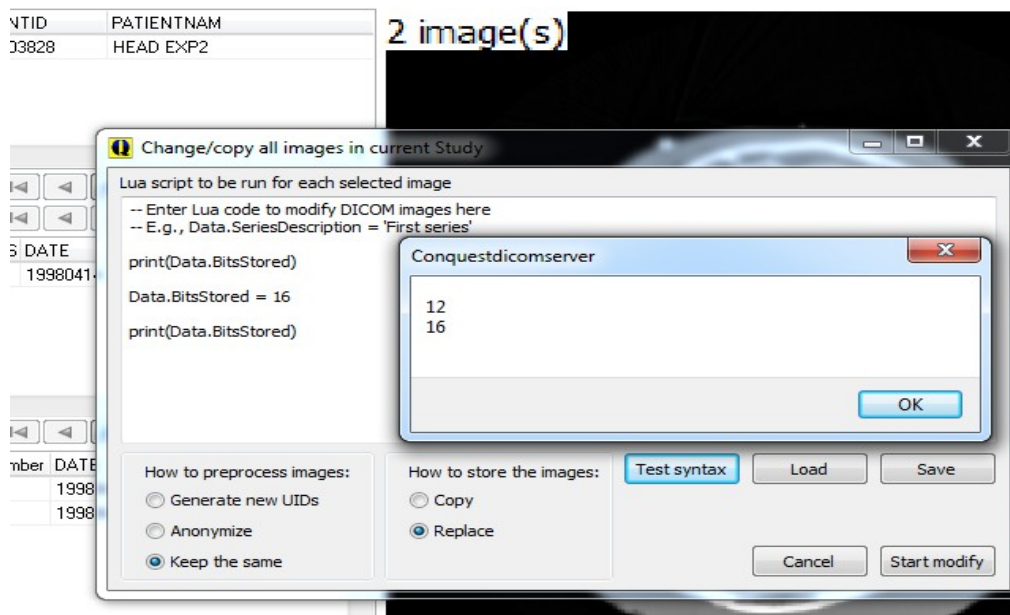 NTID PATIENTNAM
03828 HEAD EXP2
2 image(s)
Change/copy all images in current Study
Lua script to be run for each selected image
-- Enter Lua code to modify DICOM images here
-- E.g., Data.SeriesDescription = 'First series'
print(Data.BitsStored)
Data.BitsStored = 16
print(Data.BitsStored)
S DATE
1998041
Conquestdicomserver
12
16
OK
mber DATE
1998
1998
How to preprocess images:
Generate new UIDs
Anonymize
Keep the same
How to store the images:
Copy
Replace
Test syntax Load Save
Cancel Start modify